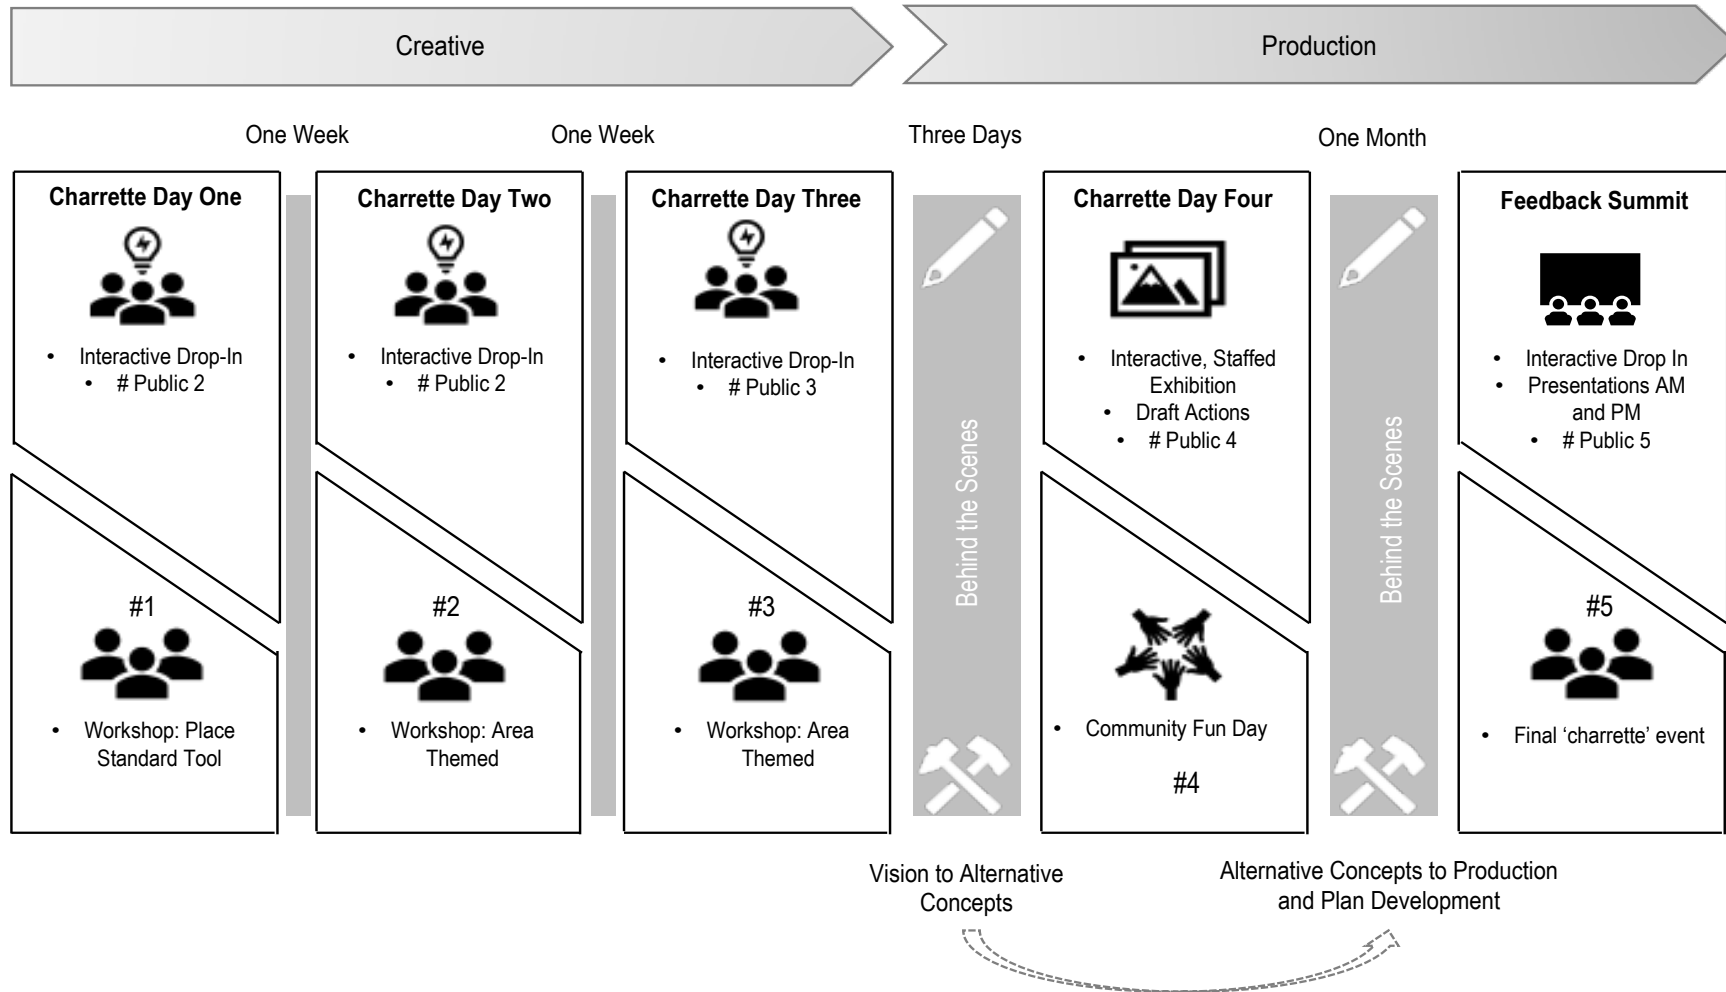 Creative
Production
One Week
One Week
Three Days
One Month
Charrette Day One
• Interactive Drop-In
• # Public 2
#1
• Workshop: Place
Standard Tool
Charrette Day Two
• Interactive Drop-In
• # Public 2
#2
• Workshop: Area
Themed
Charrette Day Three
• Interactive Drop-In
• # Public 3
#3
• Workshop: Area
Themed
Behind the Scenes
Charrette Day Four
• Interactive, Staffed
Exhibition
• Draft Actions
• # Public 4
• Community Fun Day
#4
Behind the Scenes
Feedback Summit
• Interactive Drop In
• Presentations AM
and PM
• # Public 5
#5
• Final ‘charrette’ event
Vision to Alternative
Concepts
Alternative Concepts to Production
and Plan Development